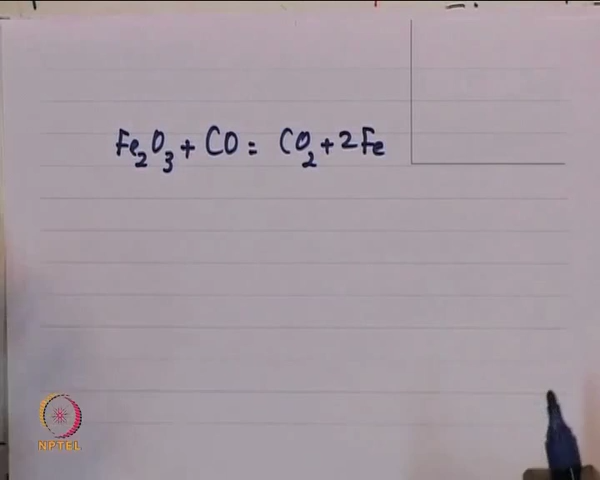 Fe₂O₃ + CO = CO₂ + 2Fe
NPTEL